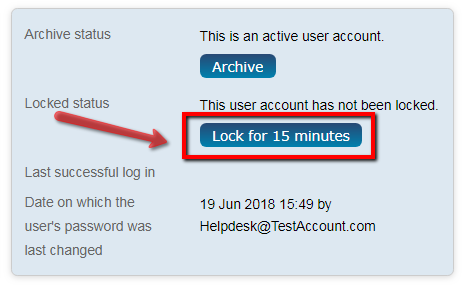 Archive status
This is an active user account.
Archive
Locked status
This user account has not been locked.
Lock for 15 minutes
Last successful log in
Date on which the
user's password was
last changed
19 Jun 2018 15:49 by
Helpdesk@TestAccount.com